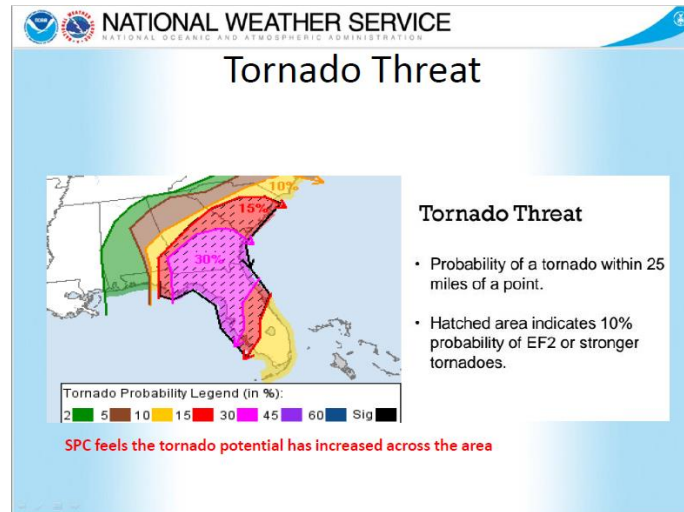 NATIONAL WEATHER SERVICE
NATIONAL OCEANIC AND ATMOSPHERIC ADMINISTRATION
Tornado Threat
10%
15%
30%
Tornado Threat
• Probability of a tornado within 25
miles of a point.
• Hatched area indicates 10%
probability of EF2 or stronger
tornadoes.
Tornado Probability Legend (in %):
2 5 10 15 30 45 60 Sig
SPC feels the tornado potential has increased across the area